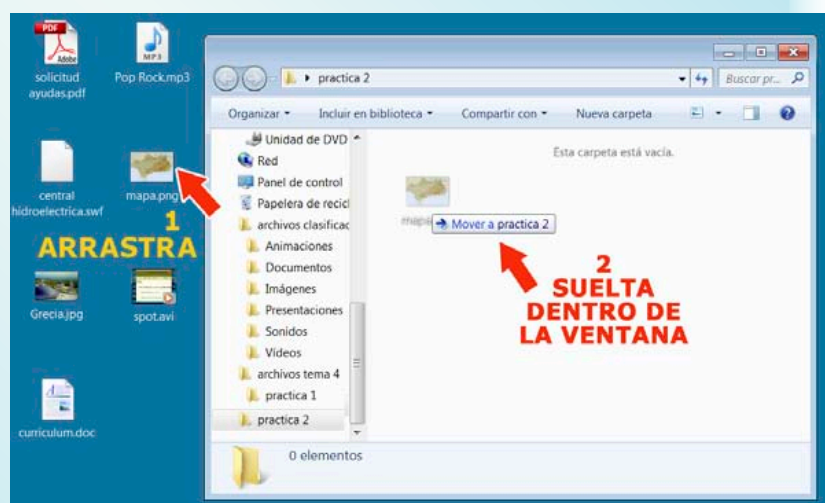 PDF
Adobe
solicitud
ayudas.pdf
MP3
Pop Rock.mp3
central
hidroelectrica.swf
mapa.png
1
ARRASTRA
Grecia.jpg
spot.avi
curriculum.doc
practica 2
Buscar pr...
Organizar
Incluir en biblioteca
Compartir con
Nueva carpeta
Unidad de DVD
Red
Panel de control
Papelera de recicl
archivos clasificac
Animaciones
Documentos
Imágenes
Presentaciones
Sonidos
Vídeos
archivos tema 4
practica 1
practica 2
Esta carpeta está vacía.
Mover a practica 2
2
SUELTA
DENTRO DE
LA VENTANA
0 elementos